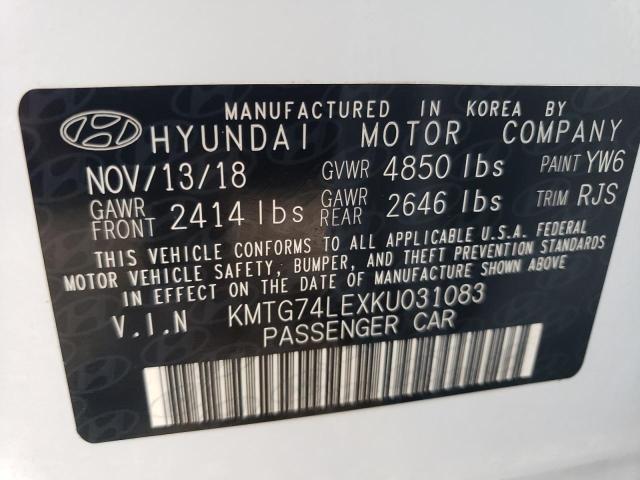 MANUFACTURED IN KOREA BY
HYUNDAI MOTOR COMPANY
NOV/13/18 GVWR 4850 lbs PAINT YW6
GAWR FRONT 2414 lbs GAWR REAR 2646 lbs TRIM RJS
THIS VEHICLE CONFORMS TO ALL APPLICABLE U.S.A. FEDERAL
MOTOR VEHICLE SAFETY, BUMPER, AND THEFT PREVENTION STANDARDS
IN EFFECT ON THE DATE OF MANUFACTURE SHOWN ABOVE
V.I.N KMTG74LEXKU031083
PASSENGER CAR